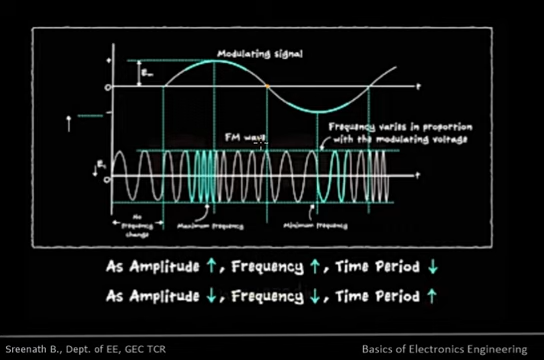 Modulating signal
+
Em
0
t
-
FM wave
Frequency varies in proportion
with the modulating voltage
Ec
0
t
No
frequency
change
Maximum frequency
Minimum frequency
As Amplitude ↑, Frequency ↑, Time Period ↓
As Amplitude ↓, Frequency ↓, Time Period ↑
Sreenath B., Dept. of EE, GEC TCR
Basics of Electronics Engineering